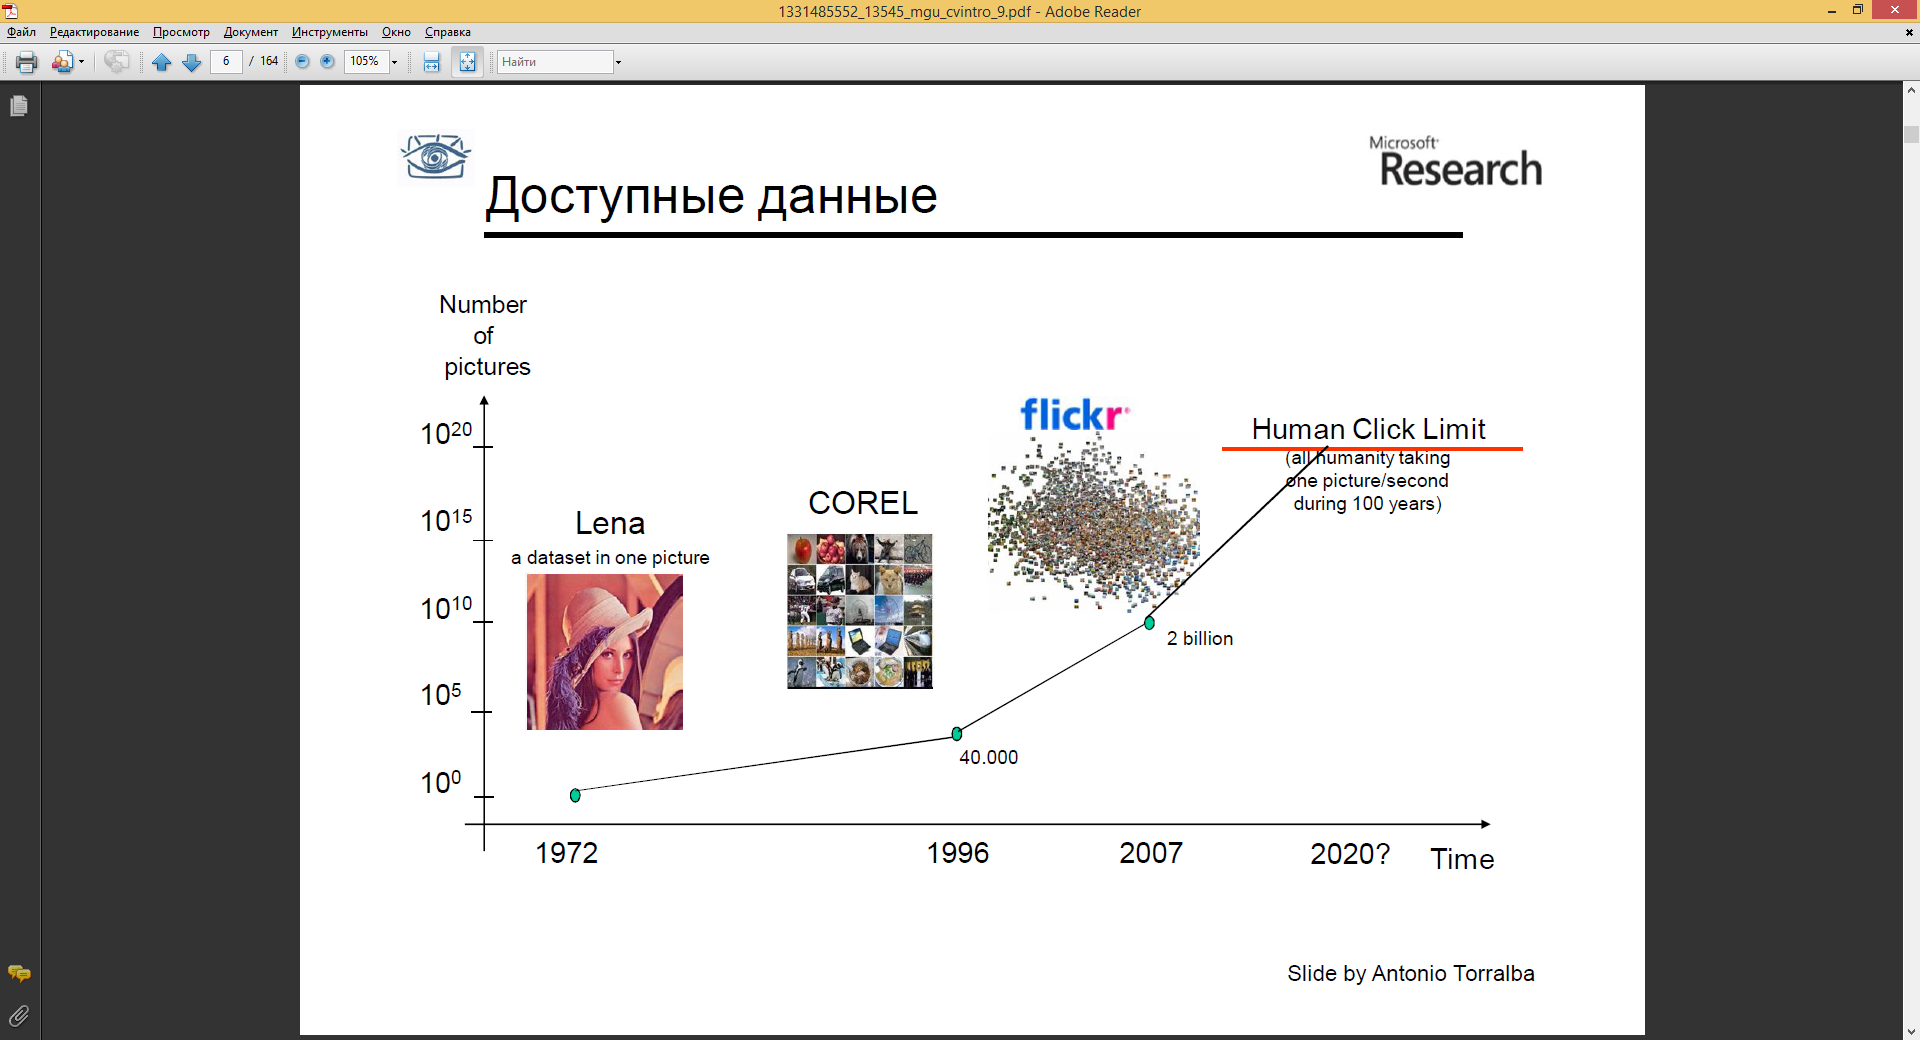 1331485552_13545_mgu_cvintro_9.pdf - Adobe Reader
Файл Редактирование Просмотр Документ Инструменты Окно Справка
6 / 164 105% Найти
Microsoft
Research
Доступные данные
Number
of
pictures
flickr
Human Click Limit
(all humanity taking
one picture/second
during 100 years)
10^20
COREL
10^15
Lena
a dataset in one picture
10^10
2 billion
10^5
40.000
10^0
1972 1996 2007 2020? Time
Slide by Antonio Torralba